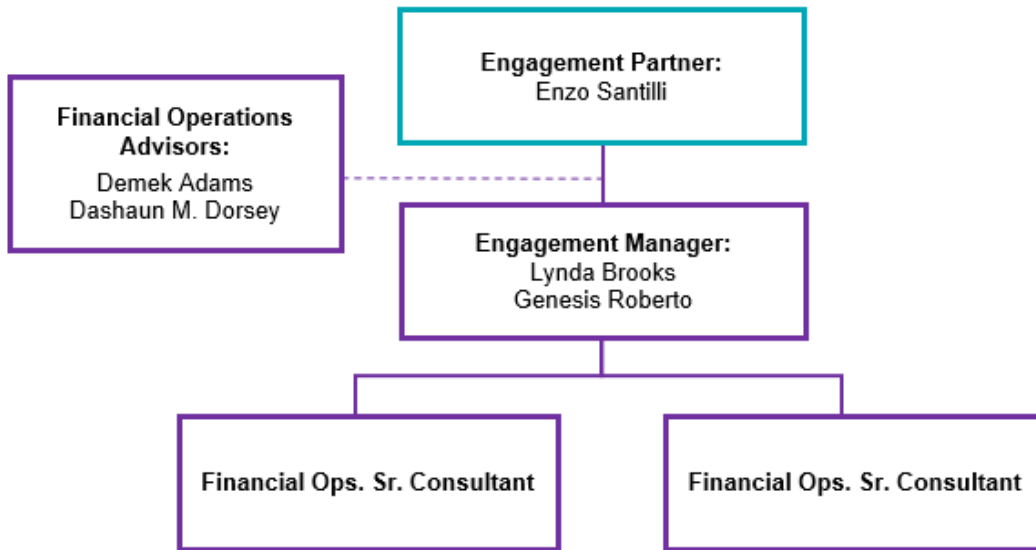 Engagement Partner:
Enzo Santilli
Financial Operations
Advisors:
Demek Adams
Dashaun M. Dorsey
Engagement Manager:
Lynda Brooks
Genesis Roberto
Financial Ops. Sr. Consultant
Financial Ops. Sr. Consultant